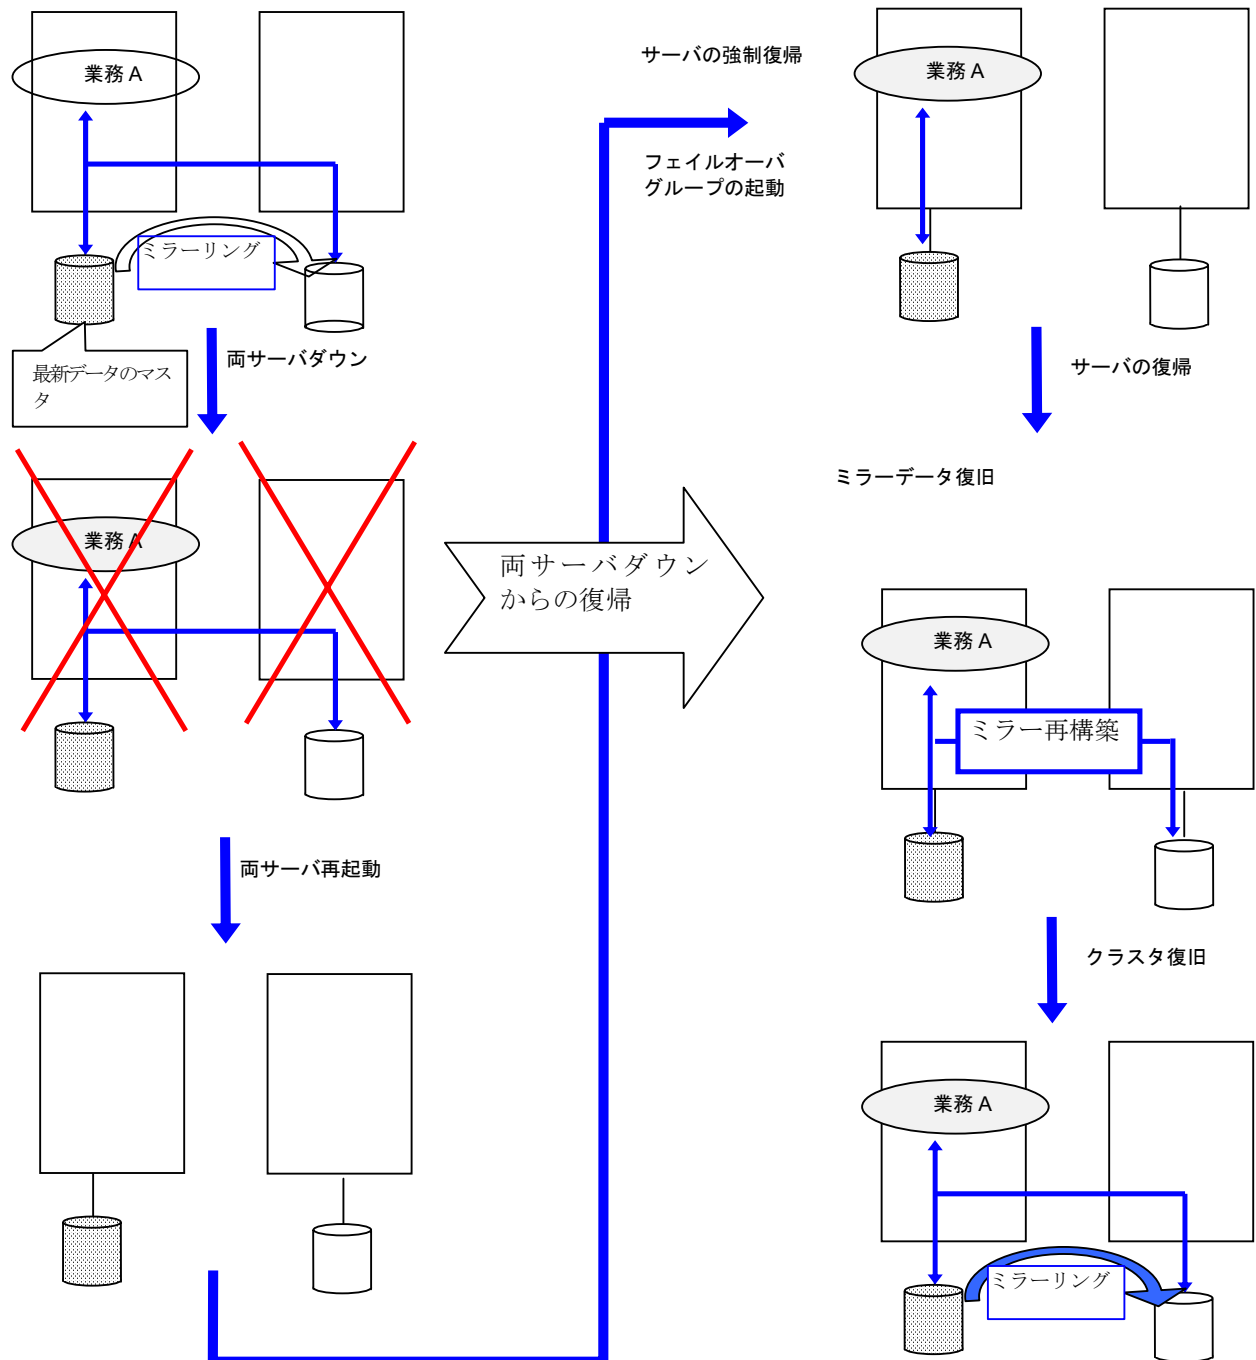 業務 A
ミラーリング
最新データのマス
タ
両サーバダウン
業務 A
両サーバ再起動
両サーバダウン
からの復帰
サーバの強制復帰
フェイルオーバ
グループの起動
業務 A
サーバの復帰
ミラーデータ復旧
業務 A
ミラー再構築
クラスタ復旧
業務 A
ミラーリング